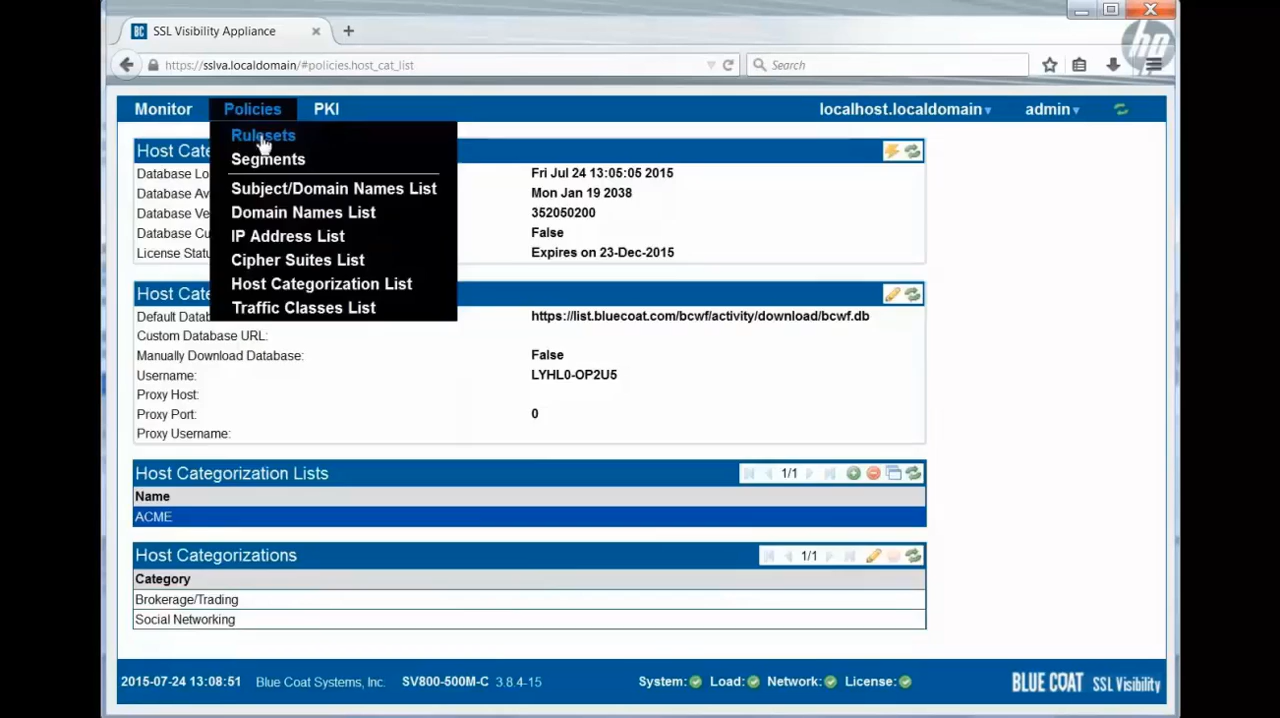 BC SSL Visibility Appliance
https://sslva.localdomain/#policies.host_cat_list
Search
hp
Monitor Policies PKI localhost.localdomain admin
Rulesets
Segments
Subject/Domain Names List
Domain Names List
IP Address List
Cipher Suites List
Host Categorization List
Traffic Classes List
Host Cate
Database Lo Fri Jul 24 13:05:05 2015
Database Av Mon Jan 19 2038
Database Ve 352050200
Database Cu False
License Statu Expires on 23-Dec-2015
Host Cate
Default Datab https://list.bluecoat.com/bcwf/activity/download/bcwf.db
Custom Database URL:
Manually Download Database: False
Username: LYHL0-OP2U5
Proxy Host:
Proxy Port: 0
Proxy Username:
Host Categorization Lists 1/1
Name
ACME
Host Categorizations 1/1
Category
Brokerage/Trading
Social Networking
2015-07-24 13:08:51 Blue Coat Systems, Inc. SV800-500M-C 3.8.4-15 System: Load: Network: License: BLUE COAT SSL Visibility